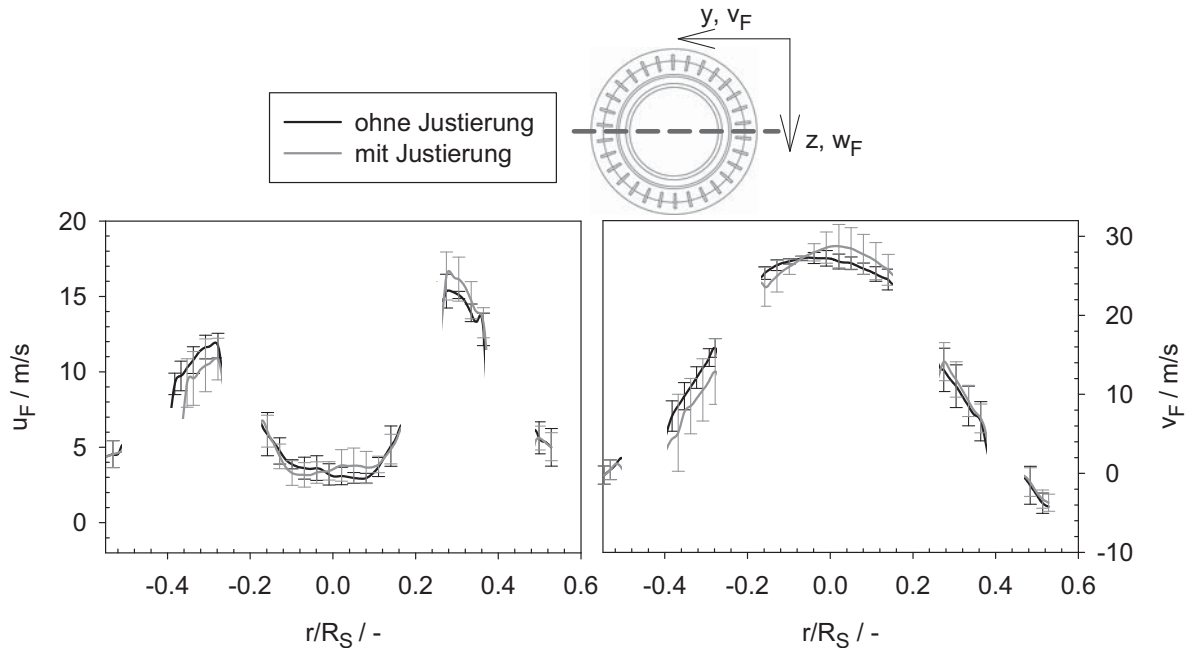 y, v_F
ohne Justierung
mit Justierung
z, w_F
20
15
10
5
0
u_F / m/s
-0.4 -0.2 0.0 0.2 0.4 0.6
r/R_S / -
30
20
10
0
-10
v_F / m/s
-0.4 -0.2 0.0 0.2 0.4 0.6
r/R_S / -